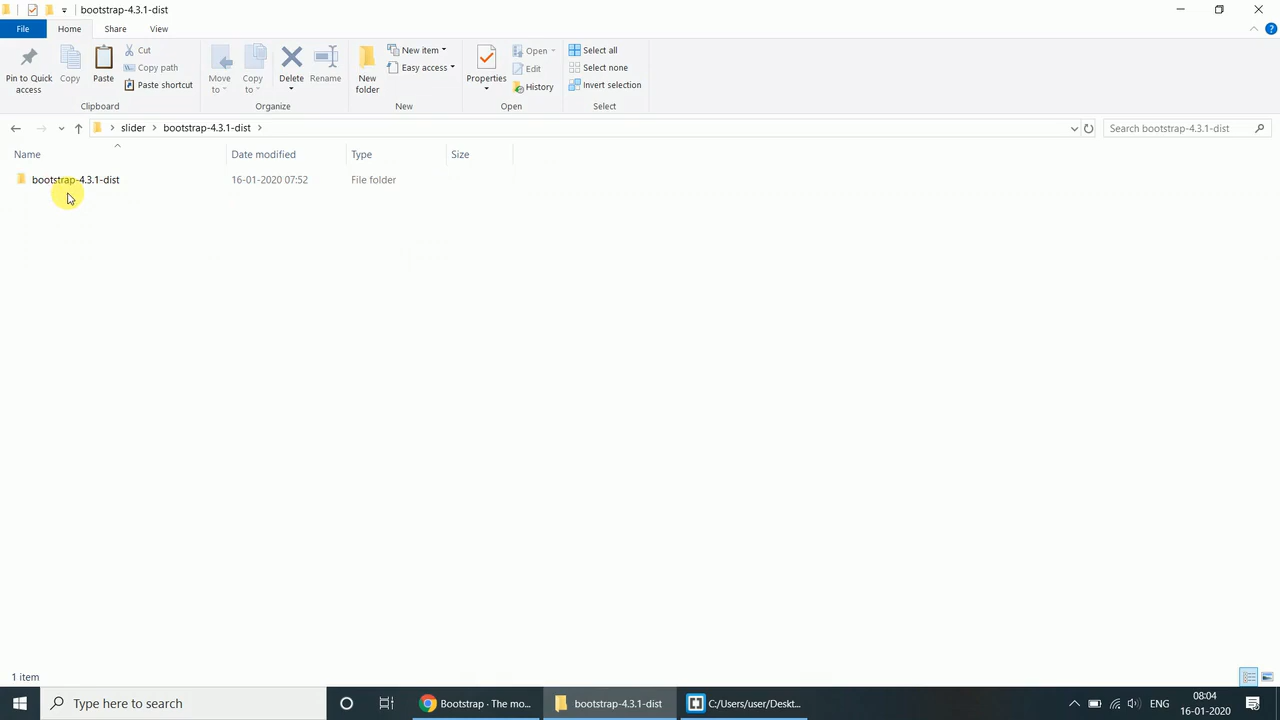 bootstrap-4.3.1-dist
File Home Share View
Pin to Quick access
Copy
Paste
Cut
Copy path
Paste shortcut
Clipboard
Move to
Copy to
Delete
Rename
Organize
New folder
New item
Easy access
New
Properties
Open
Edit
History
Open
Select all
Select none
Invert selection
Select
slider bootstrap-4.3.1-dist
Search bootstrap-4.3.1-dist
Name Date modified Type Size
bootstrap-4.3.1-dist 16-01-2020 07:52 File folder
1 item
Type here to search
Bootstrap · The mo...
bootstrap-4.3.1-dist
C:/Users/user/Deskt...
ENG
08:04
16-01-2020